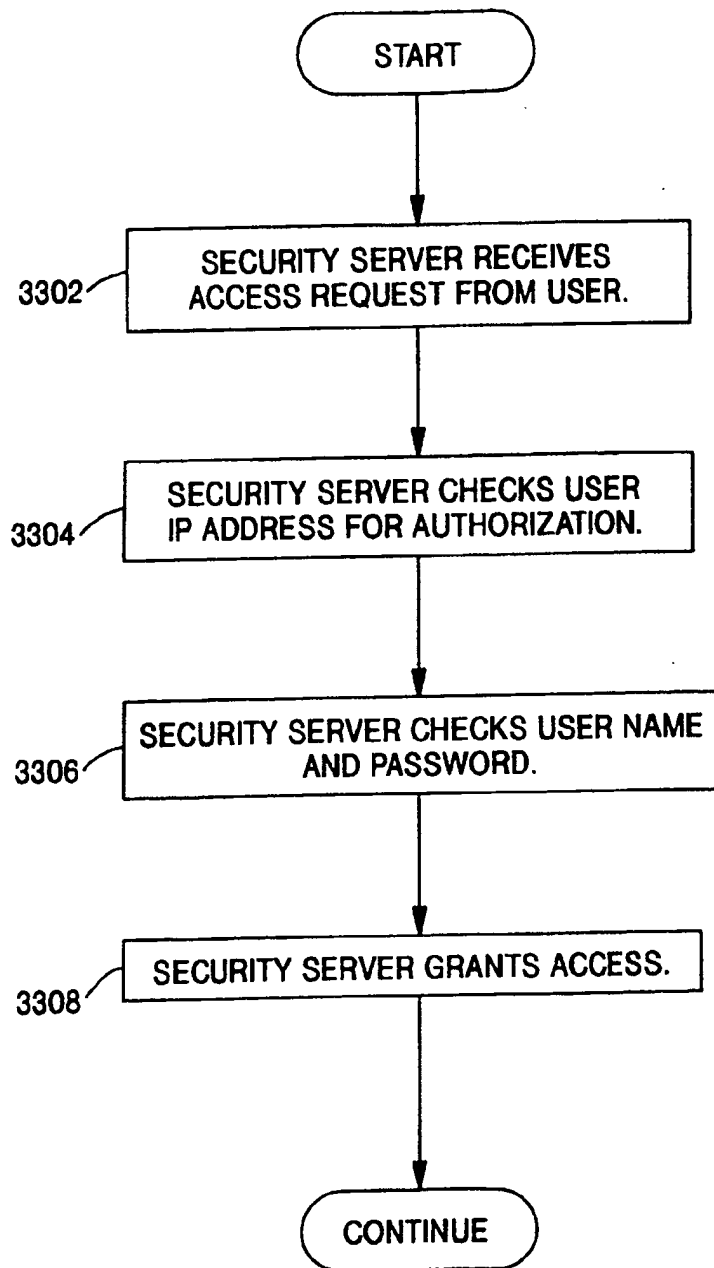 START
3302
SECURITY SERVER RECEIVES
ACCESS REQUEST FROM USER.
3304
SECURITY SERVER CHECKS USER
IP ADDRESS FOR AUTHORIZATION.
3306
SECURITY SERVER CHECKS USER NAME
AND PASSWORD.
3308
SECURITY SERVER GRANTS ACCESS.
CONTINUE